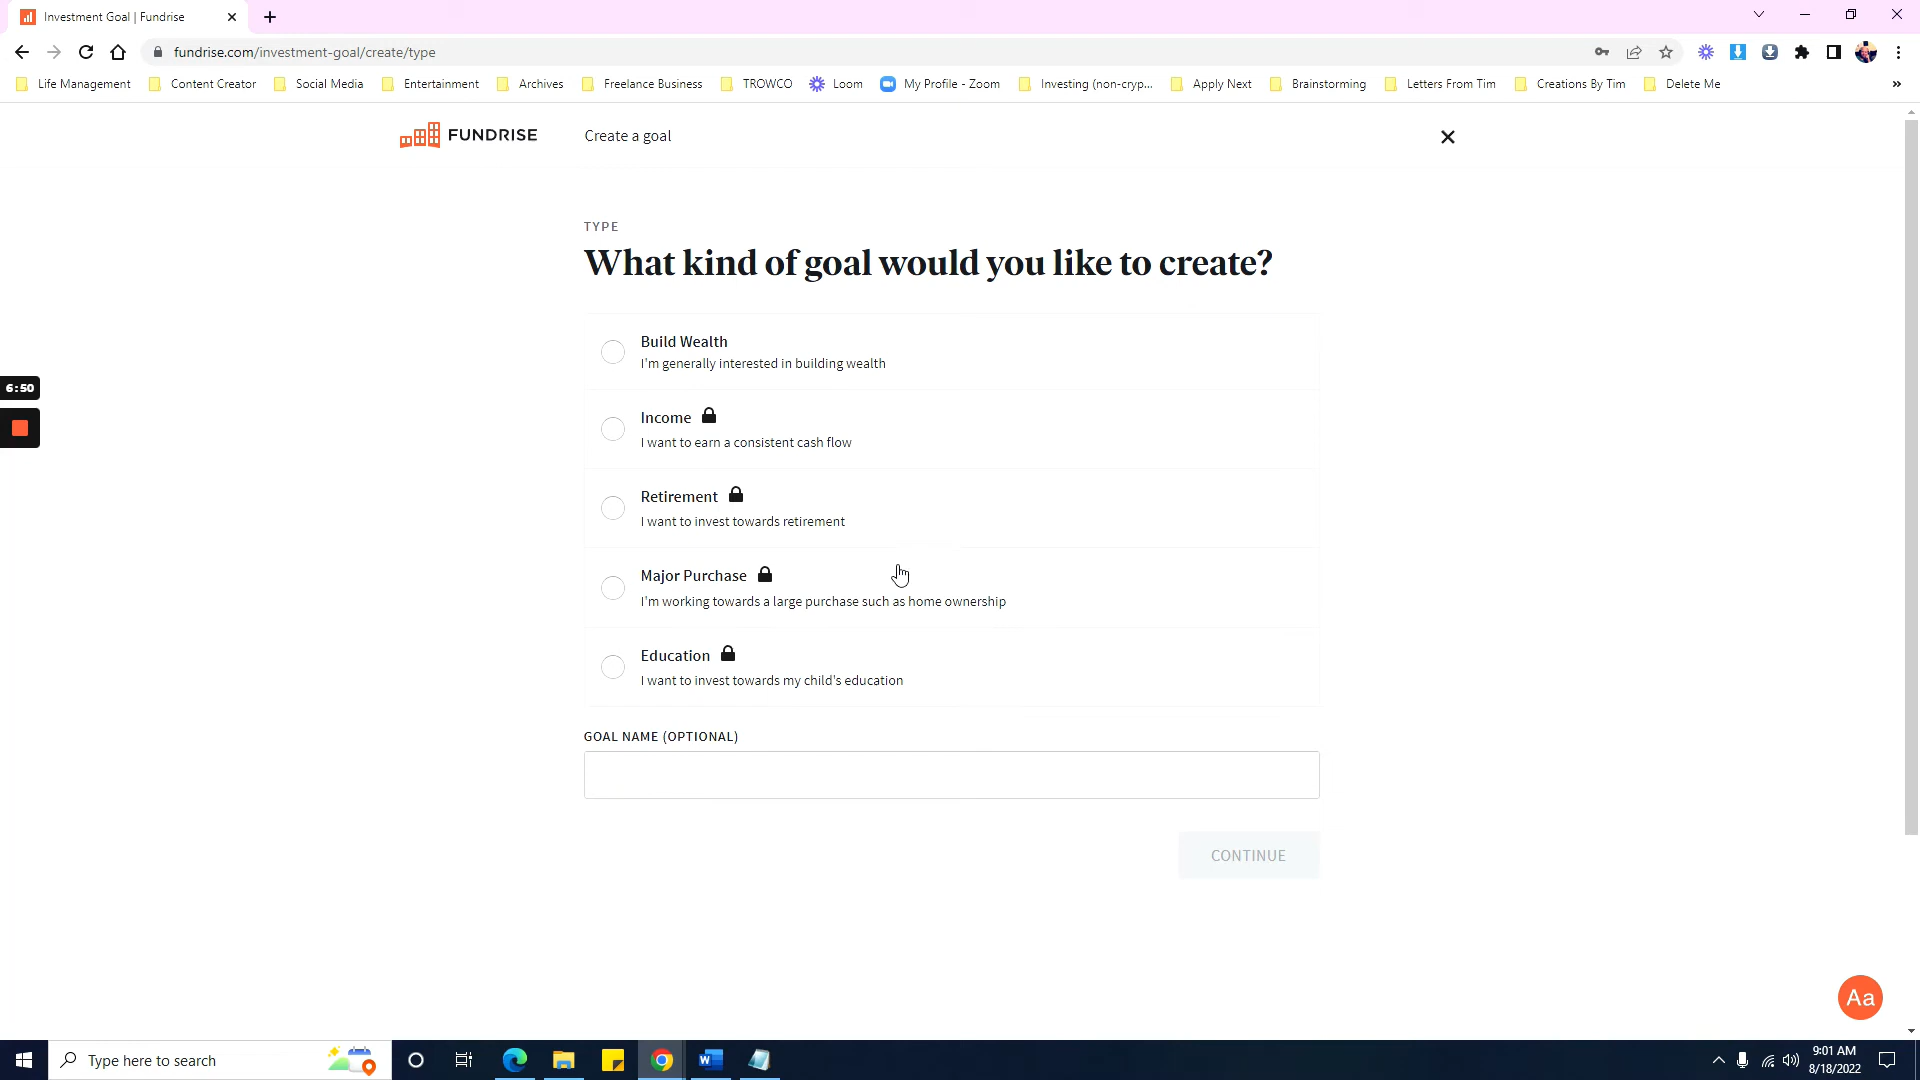 Investment Goal | Fundrise
fundrise.com/investment-goal/create/type
Life Management Content Creator Social Media Entertainment Archives Freelance Business TROWCO Loom My Profile - Zoom Investing (non-cryp... Apply Next Brainstorming Letters From Tim Creations By Tim Delete Me »
FUNDRISE Create a goal
TYPE
What kind of goal would you like to create?
Build Wealth
I'm generally interested in building wealth
6:50
Income
I want to earn a consistent cash flow
Retirement
I want to invest towards retirement
Major Purchase
I'm working towards a large purchase such as home ownership
Education
I want to invest towards my child's education
GOAL NAME (OPTIONAL)
CONTINUE
Aa
Type here to search
9:01 AM
8/18/2022